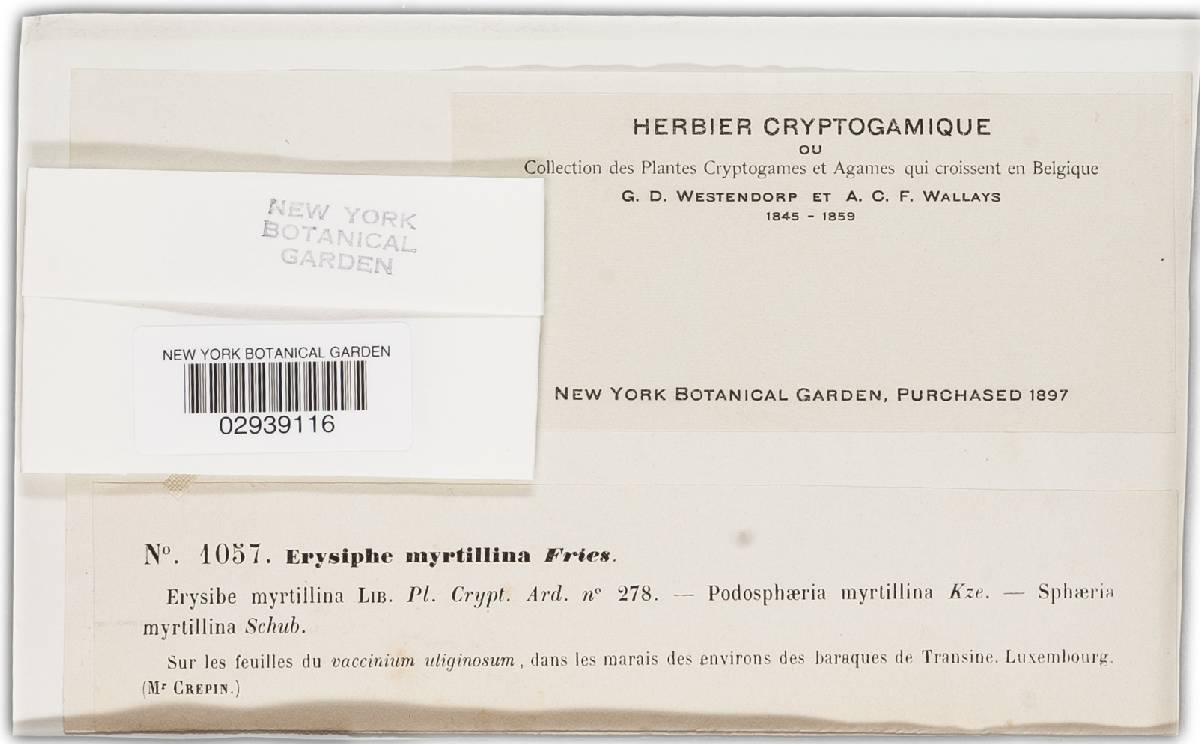 HERBIER CRYPTOGAMIQUE
OU
Collection des Plantes Cryptogames et Agames qui croissent en Belgique
G. D. WESTENDORP ET A. C. F. WALLAYS
1845 - 1859
NEW YORK
BOTANICAL
GARDEN
NEW YORK BOTANICAL GARDEN
02939116
NEW YORK BOTANICAL GARDEN, PURCHASED 1897
Nº. 1057. Erysiphe myrtillina Fries.
Erysibe myrtillina LIB. Pl. Crypt. Ard. nº 278. — Podosphæria myrtillina Kze. — Sphæria
myrtillina Schub.
Sur les feuilles du vaccinium uliginosum, dans les marais des environs des baraques de Transine. Luxembourg.
(Mr CREPIN.)